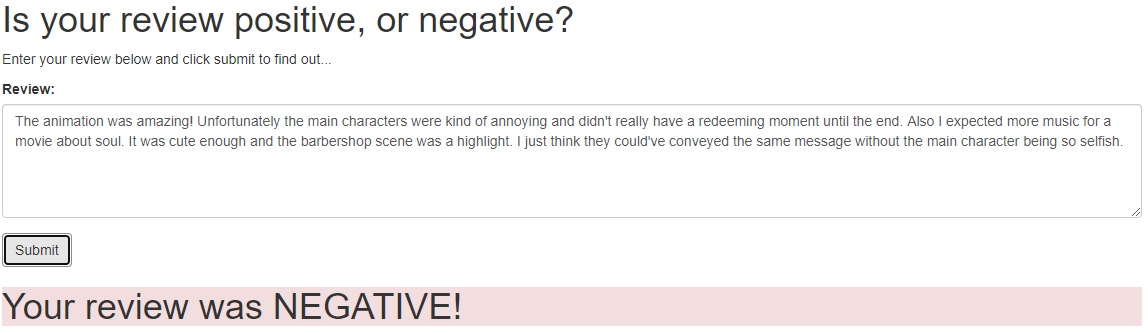 Is your review positive, or negative?
Enter your review below and click submit to find out...
Review:
The animation was amazing! Unfortunately the main characters were kind of annoying and didn't really have a redeeming moment until the end. Also I expected more music for a
movie about soul. It was cute enough and the barbershop scene was a highlight. I just think they could've conveyed the same message without the main character being so selfish.
Submit
Your review was NEGATIVE!